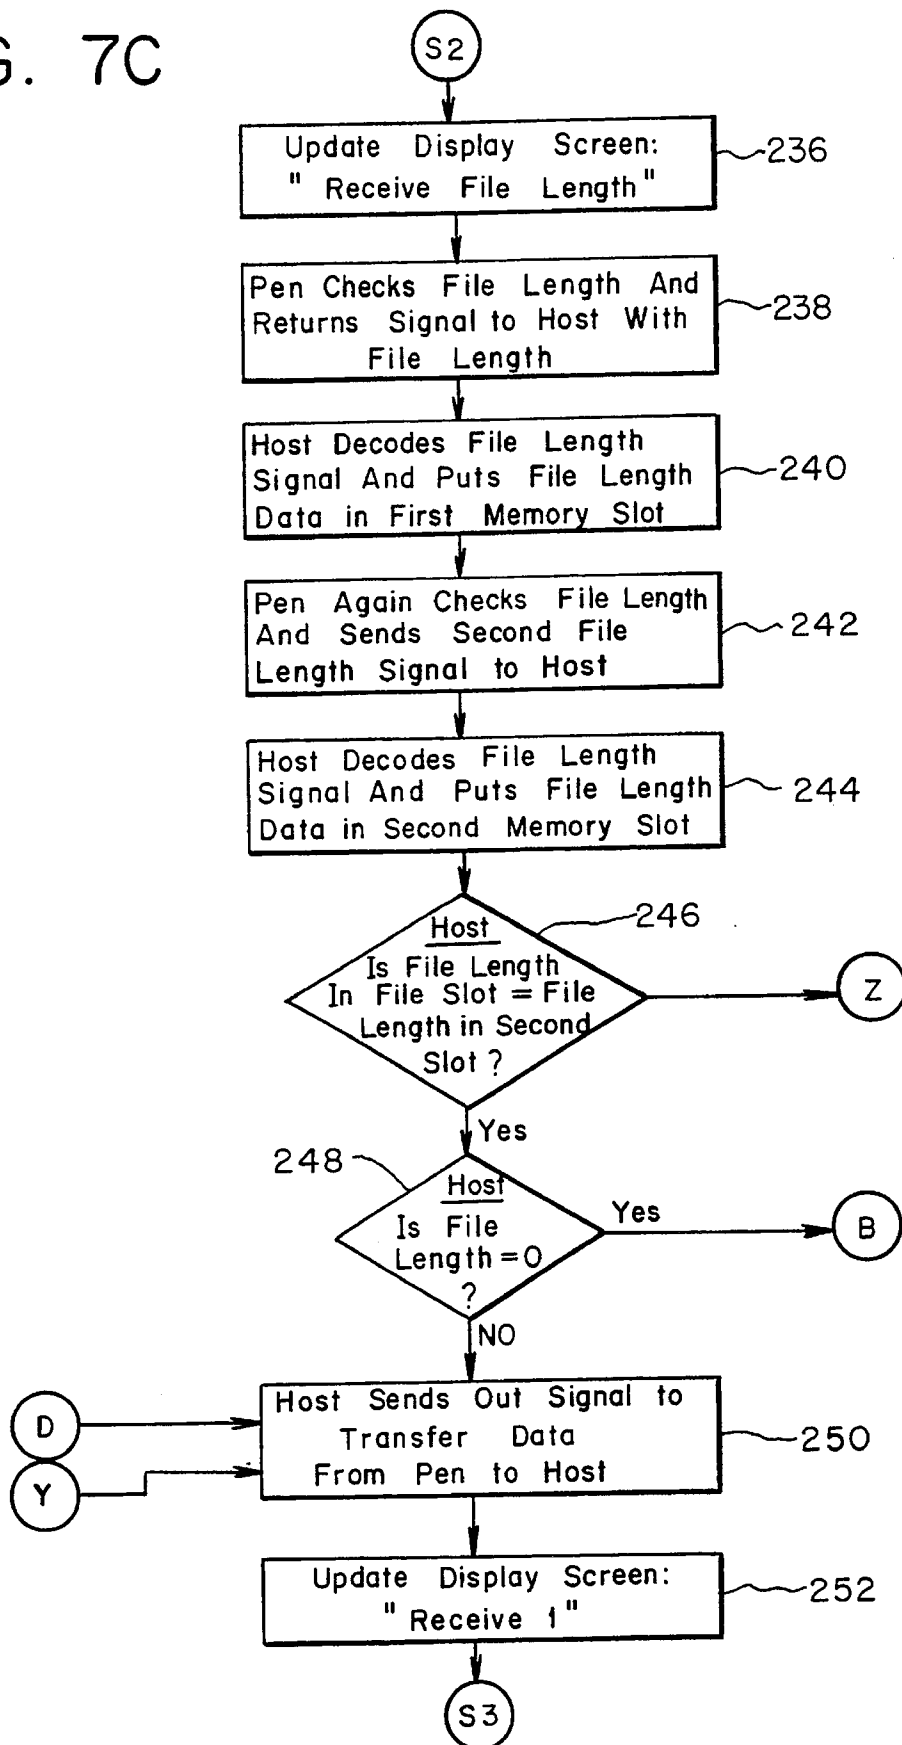 G. 7C
S2
Update Display Screen:
" Receive File Length"
236
Pen Checks File Length And
Returns Signal to Host With
File Length
238
Host Decodes File Length
Signal And Puts File Length
Data in First Memory Slot
240
Pen Again Checks File Length
And Sends Second File
Length Signal to Host
242
Host Decodes File Length
Signal And Puts File Length
Data in Second Memory Slot
244
Host
Is File Length
In File Slot = File
Length in Second
Slot ?
246
Z
Yes
248
Host
Is File
Length = 0
?
Yes
B
NO
D
Y
Host Sends Out Signal to
Transfer Data
From Pen to Host
250
Update Display Screen:
" Receive 1"
252
S3